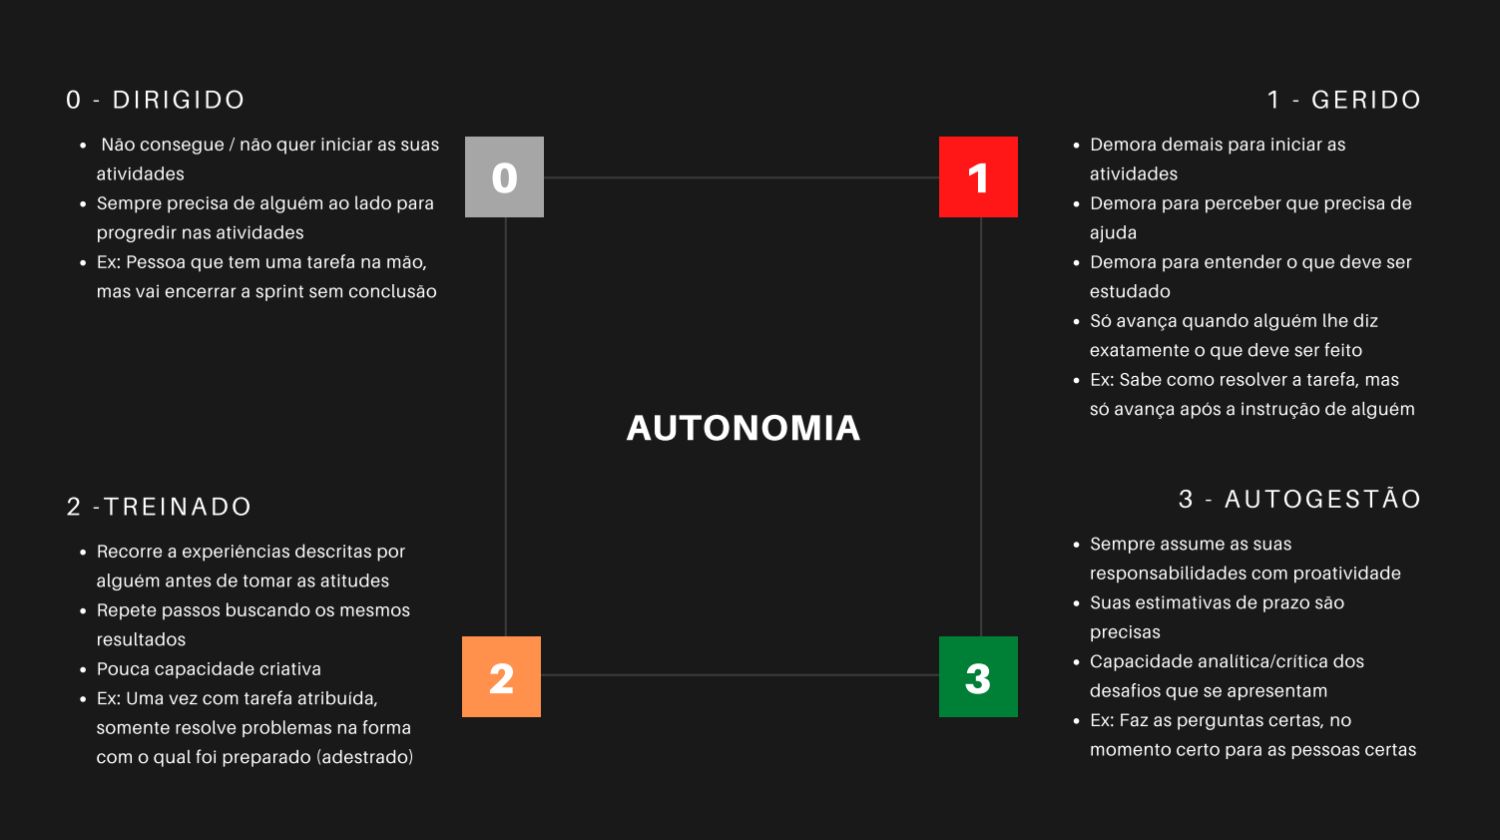 0 - DIRIGIDO
• Não consegue / não quer iniciar as suas
atividades
• Sempre precisa de alguém ao lado para
progredir nas atividades
• Ex: Pessoa que tem uma tarefa na mão,
mas vai encerrar a sprint sem conclusão
0
1
1 - GERIDO
• Demora demais para iniciar as
atividades
• Demora para perceber que precisa de
ajuda
• Demora para entender o que deve ser
estudado
• Só avança quando alguém lhe diz
exatamente o que deve ser feito
• Ex: Sabe como resolver a tarefa, mas
só avança após a instrução de alguém
AUTONOMIA
2 -TREINADO
• Recorre a experiências descritas por
alguém antes de tomar as atitudes
• Repete passos buscando os mesmos
resultados
• Pouca capacidade criativa
• Ex: Uma vez com tarefa atribuída,
somente resolve problemas na forma
com o qual foi preparado (adestrado)
2
3
3 - AUTOGESTÃO
• Sempre assume as suas
responsabilidades com proatividade
• Suas estimativas de prazo são
precisas
• Capacidade analítica/crítica dos
desafios que se apresentam
• Ex: Faz as perguntas certas, no
momento certo para as pessoas certas